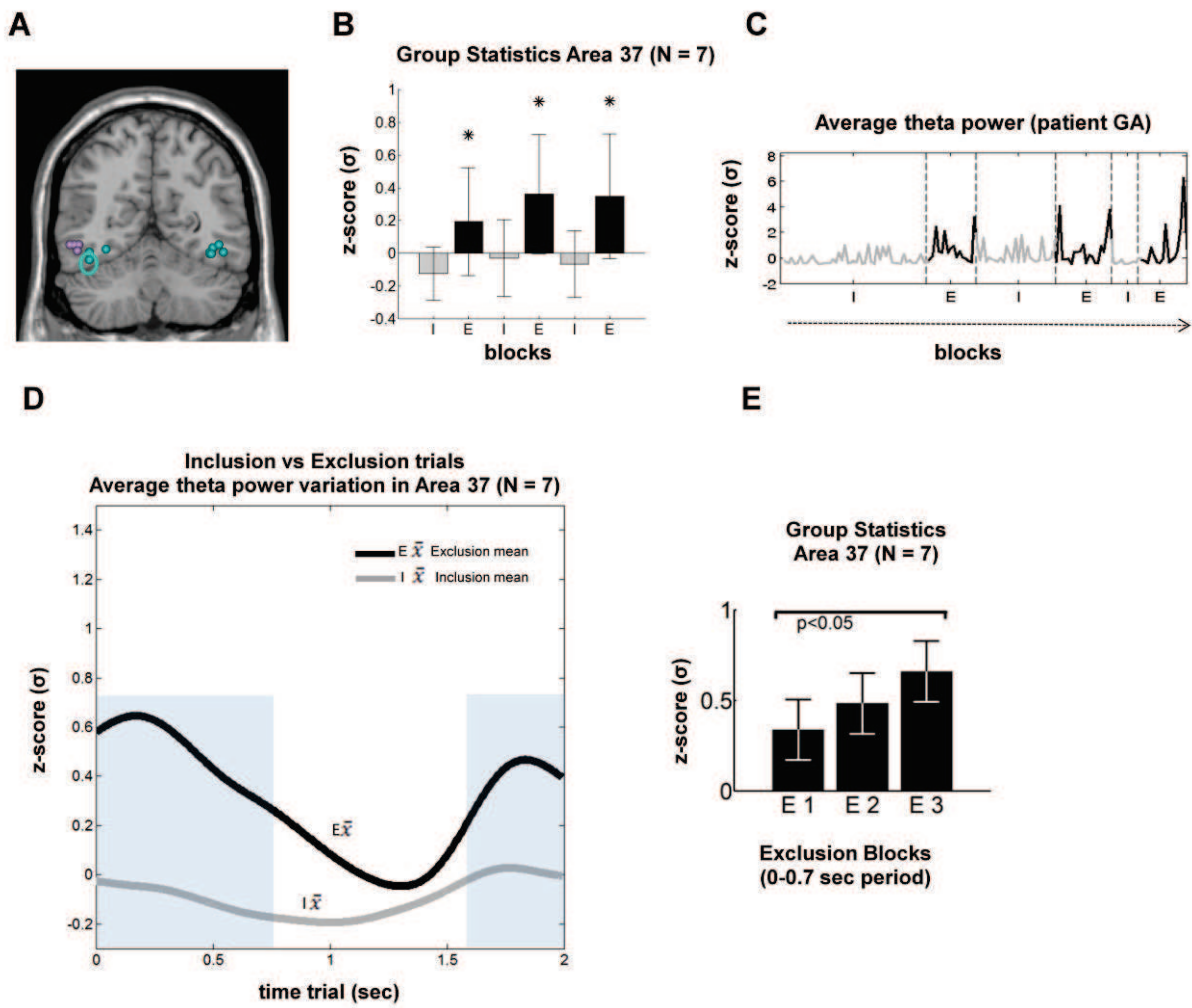 A
B
Group Statistics Area 37 (N = 7)
z-score (σ)
1
0.8
0.6
0.4
0.2
0
-0.2
-0.4
* * *
I E I E I E
blocks
C
Average theta power (patient GA)
z-score (σ)
8
6
4
2
0
-2
I E I E I E
blocks
D
Inclusion vs Exclusion trials
Average theta power variation in Area 37 (N = 7)
z-score (σ)
1.4
1.2
1
0.8
0.6
0.4
0.2
0
-0.2
E x̄ Exclusion mean
I x̄ Inclusion mean
Ex̄
Ix̄
0 0.5 1 1.5 2
time trial (sec)
E
Group Statistics
Area 37 (N = 7)
z-score (σ)
1
0.5
0
p<0.05
E 1 E 2 E 3
Exclusion Blocks
(0-0.7 sec period)